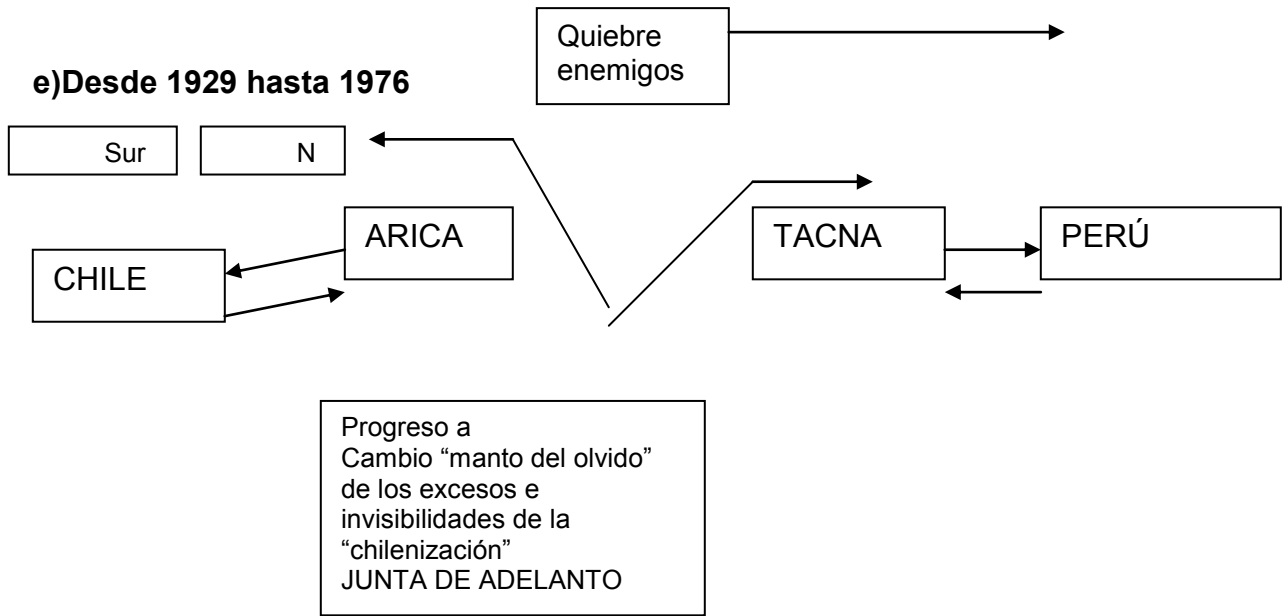 Quiebre
enemigos
e)Desde 1929 hasta 1976
Sur
N
ARICA
TACNA
PERÚ
CHILE
Progreso a
Cambio “manto del olvido”
de los excesos e
invisibilidades de la
“chilenización”
JUNTA DE ADELANTO